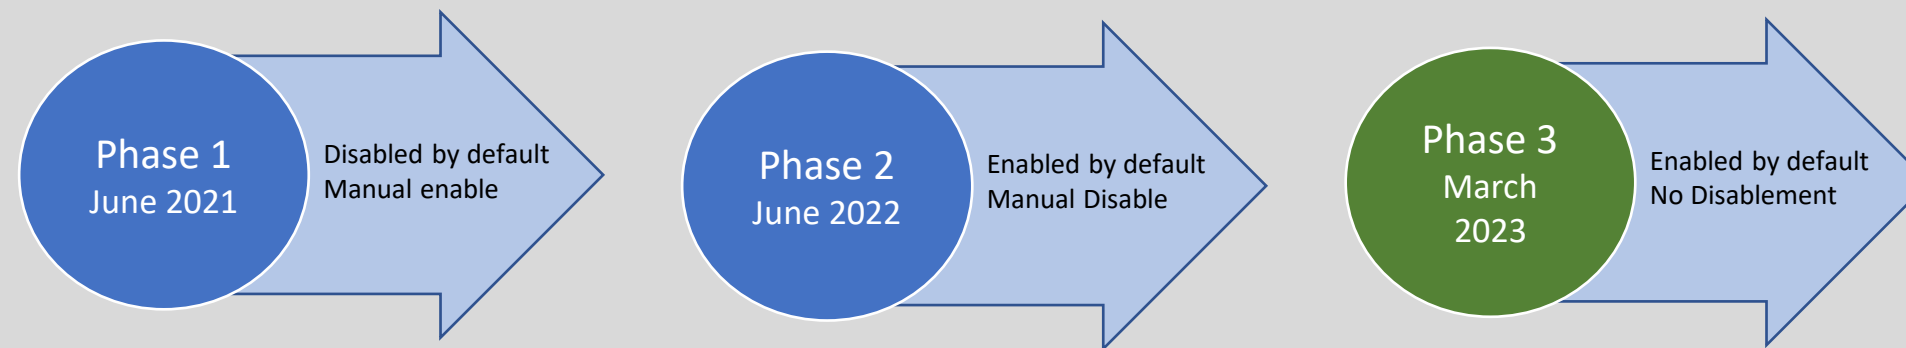 Phase 1
June 2021
Disabled by default
Manual enable
Phase 2
June 2022
Enabled by default
Manual Disable
Phase 3
March
2023
Enabled by default
No Disablement